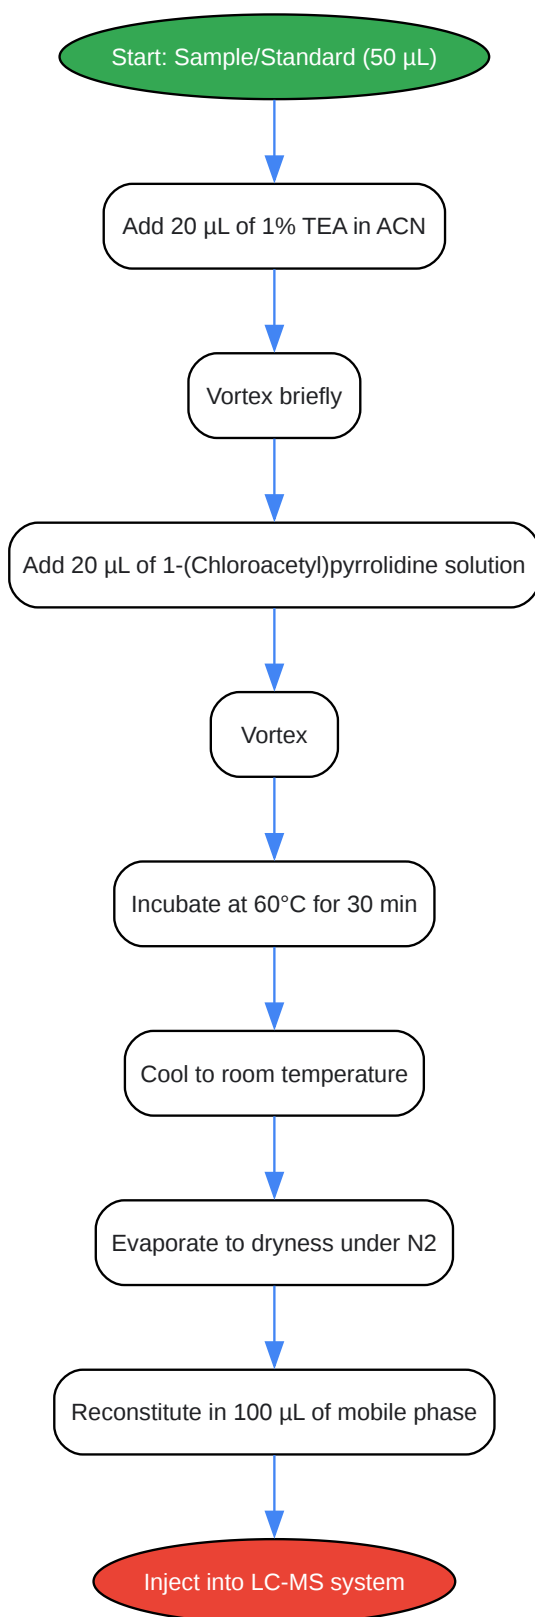 Start: Sample/Standard (50 µL)
Add 20 µL of 1% TEA in ACN
Vortex briefly
Add 20 µL of 1-(Chloroacetyl)pyrrolidine solution
Vortex
Incubate at 60°C for 30 min
Cool to room temperature
Evaporate to dryness under N2
Reconstitute in 100 µL of mobile phase
Inject into LC-MS system